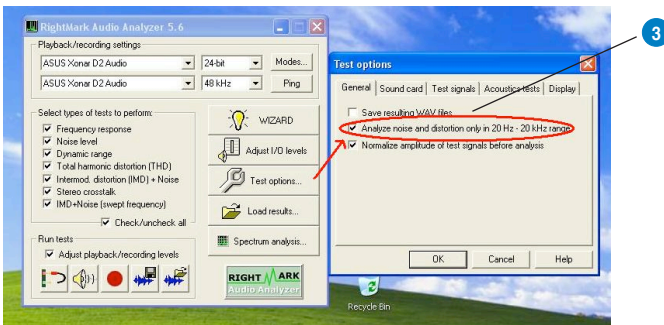 RightMark Audio Analyzer 5.6
Playback/recording settings
ASUS Xonar D2 Audio
24-bit
Modes...
ASUS Xonar D2 Audio
48 kHz
Ping
Select types of tests to perform:
Frequency response
Noise level
Dynamic range
Total harmonic distortion (THD)
Intermod. distortion (IMD) + Noise
Stereo crosstalk
IMD+Noise (swept frequency)
Check/uncheck all
WIZARD
Adjust I/O levels
Test options...
Load results...
Spectrum analysis...
Run tests
Adjust playback/recording levels
RIGHT MARK
Audio Analyzer
Test options
General
Sound card
Test signals
Acoustics tests
Display
Save resulting WAV files
Analyze noise and distortion only in 20 Hz - 20 kHz range
Normalize amplitude of test signals before analysis
OK
Cancel
Help
Recycle Bin
3